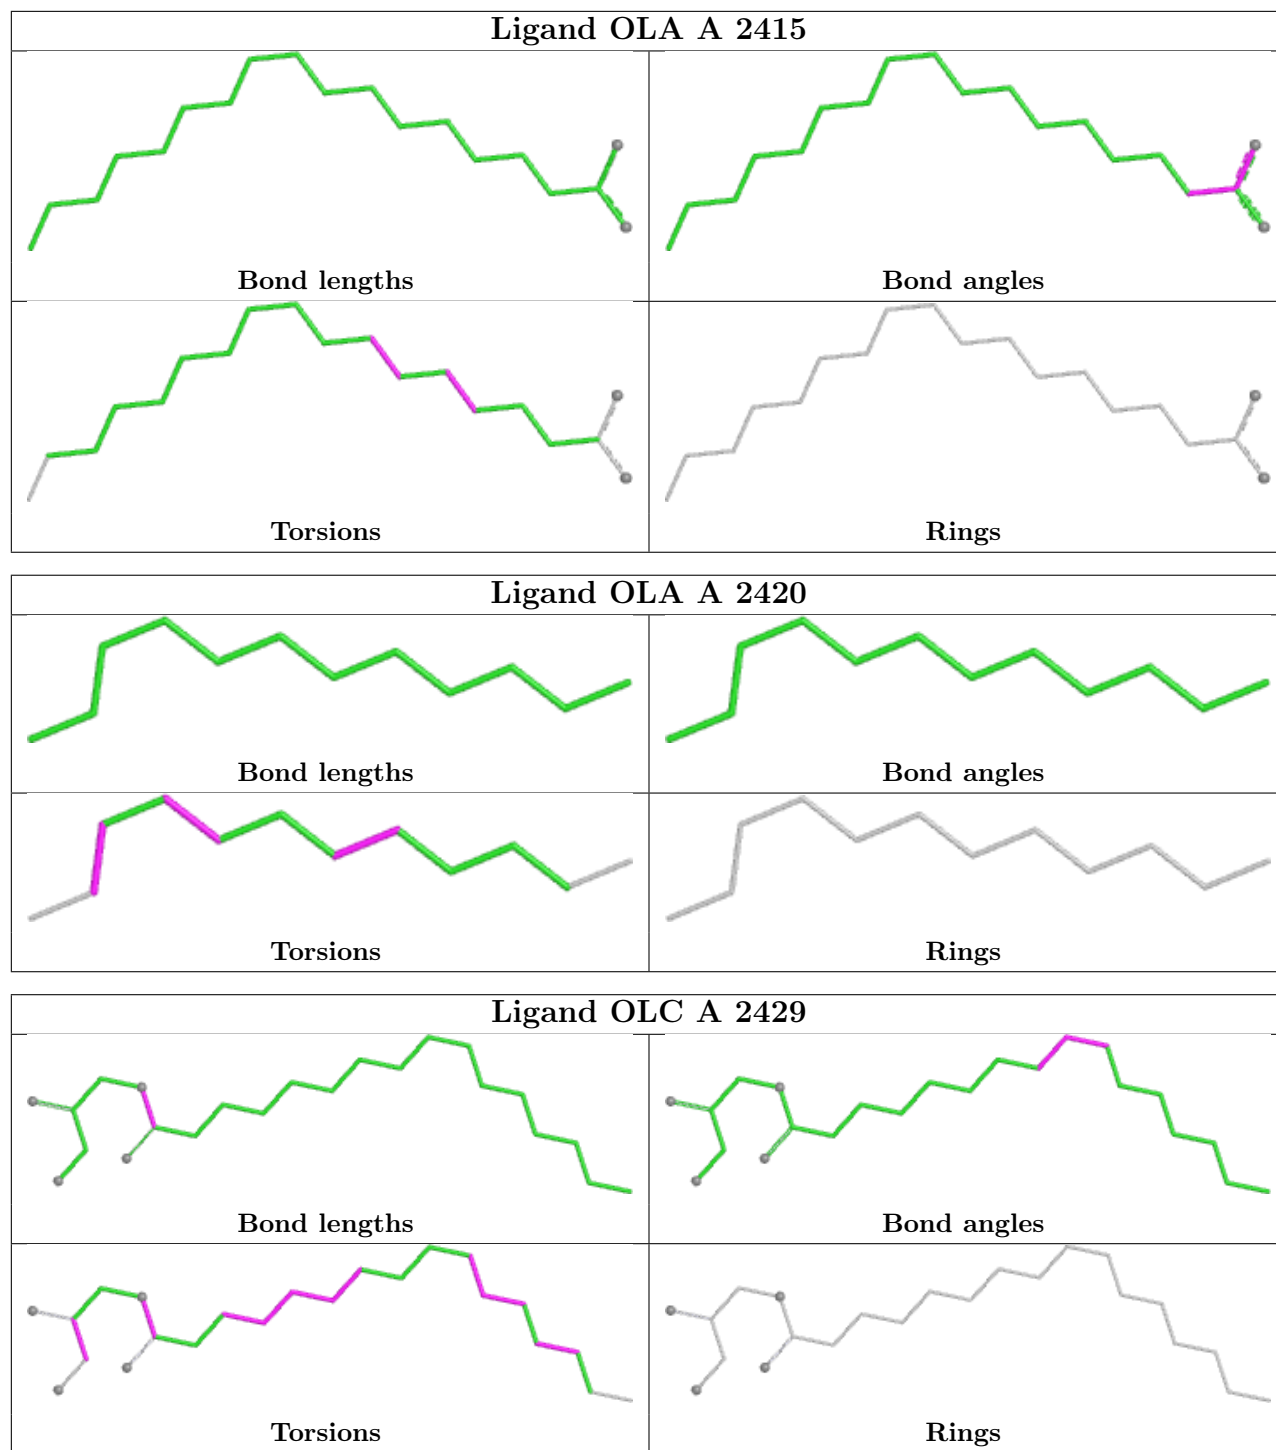 Ligand OLA A 2415
Bond lengths
Bond angles
Torsions
Rings
Ligand OLA A 2420
Bond lengths
Bond angles
Torsions
Rings
Ligand OLC A 2429
Bond lengths
Bond angles
Torsions
Rings